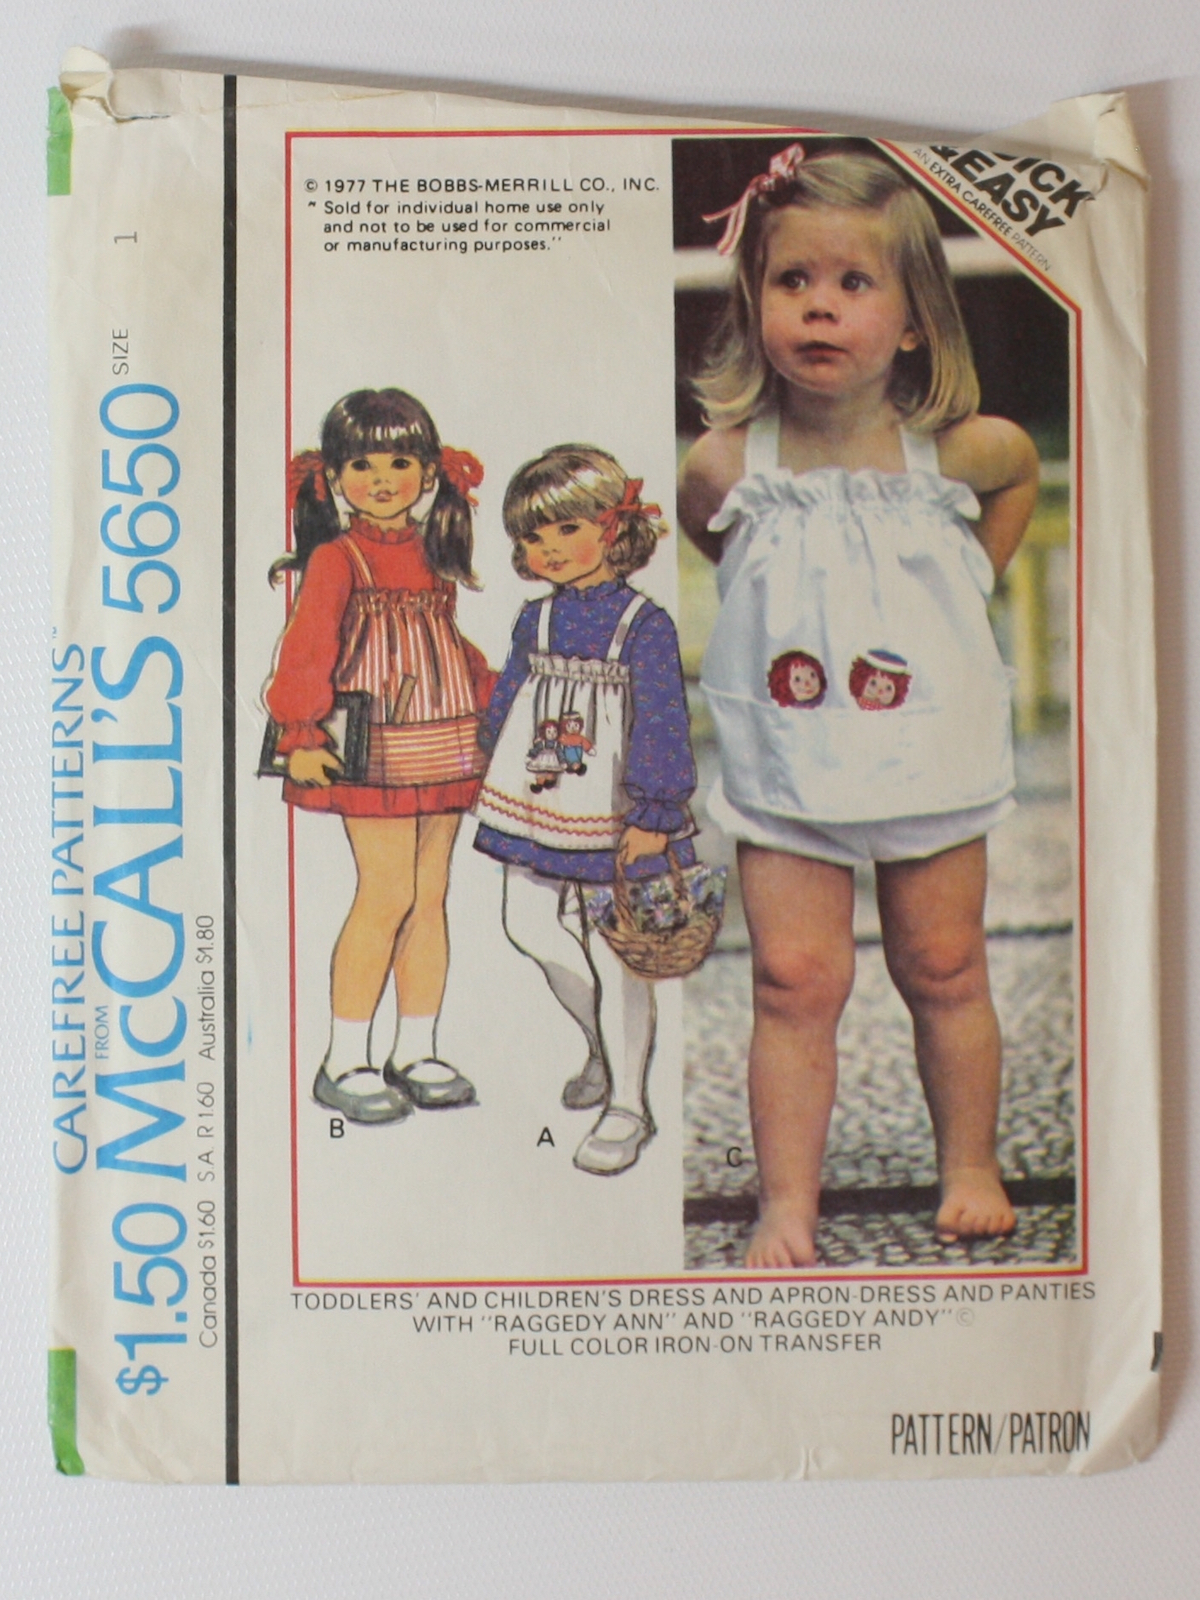 CAREFREE PATTERNS™
FROM
$1.50 McCALL'S 5650 SIZE 1
Canada $1.60 S.A. R 1.60 Australia $1.80
© 1977 THE BOBBS-MERRILL CO., INC.
" Sold for individual home use only
and not to be used for commercial
or manufacturing purposes."
&EASY
AN EXTRA CAREFREE PATTERN
B
A
C
TODDLERS' AND CHILDREN'S DRESS AND APRON-DRESS AND PANTIES
WITH "RAGGEDY ANN" AND "RAGGEDY ANDY"©
FULL COLOR IRON-ON TRANSFER
PATTERN/PATRON